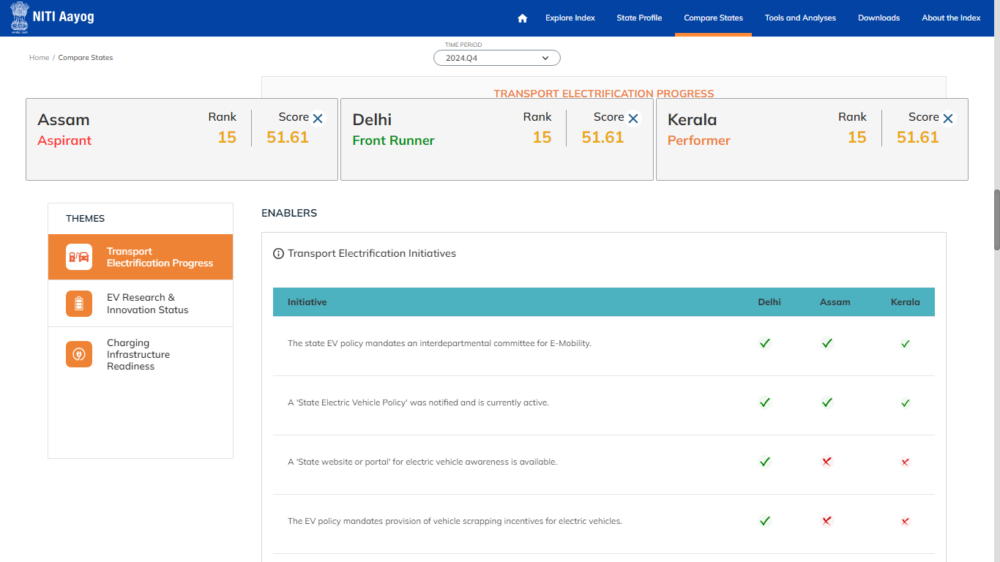 NITI Aayog
Explore Index
State Profile
Compare States
Tools and Analyses
Downloads
About the Index
Home / Compare States
TIME PERIOD
2024.Q4
TRANSPORT ELECTRIFICATION PROGRESS
Assam
Aspirant
Rank
15
Score
51.61
Delhi
Front Runner
Rank
15
Score
51.61
Kerala
Performer
Rank
15
Score
51.61
THEMES
Transport
Electrification Progress
EV Research &
Innovation Status
Charging
Infrastructure
Readiness
ENABLERS
Transport Electrification Initiatives
Initiative Delhi Assam Kerala
The state EV policy mandates an interdepartmental committee for E-Mobility.
A 'State Electric Vehicle Policy' was notified and is currently active.
A 'State website or portal' for electric vehicle awareness is available.
The EV policy mandates provision of vehicle scrapping incentives for electric vehicles.